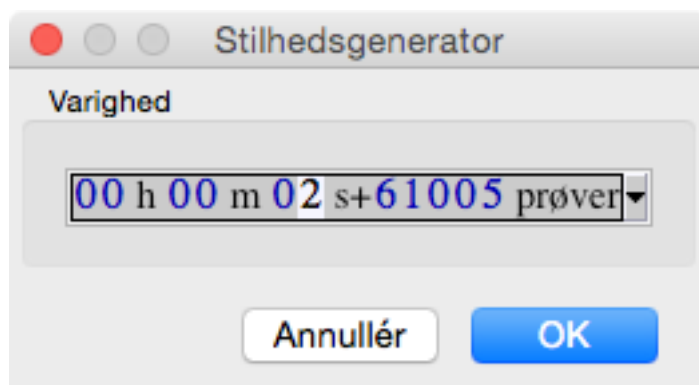 Stilhedsgenerator
Varighed
00 h 00 m 02 s+61005 prøver
Annullér OK